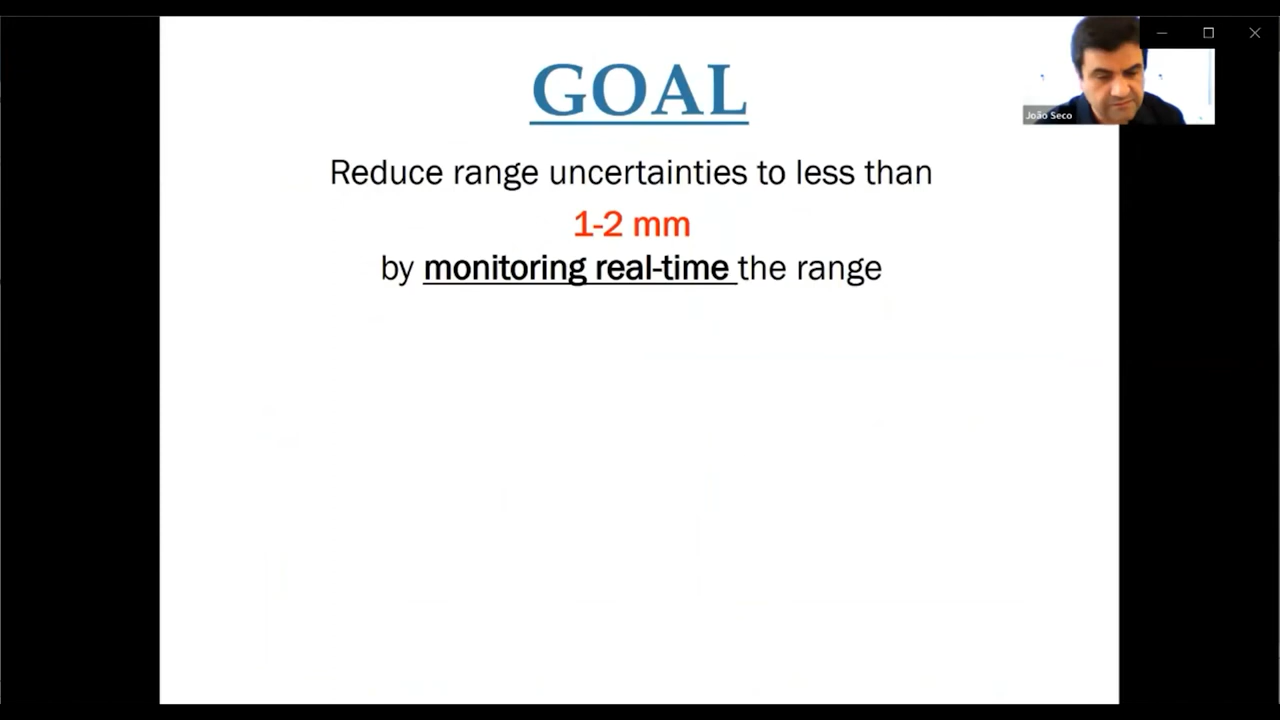 GOAL
João Seco
Reduce range uncertainties to less than
1-2 mm
by monitoring real-time the range